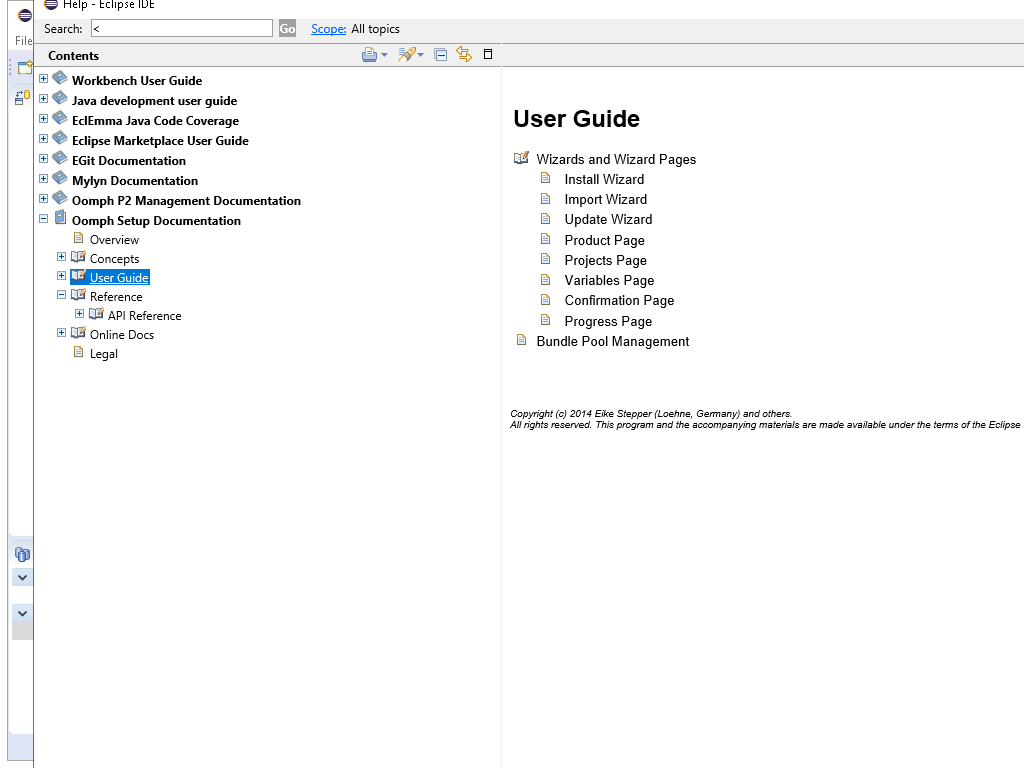 Help - Eclipse IDE
File
Search: < Go Scope: All topics
Contents
Workbench User Guide
Java development user guide
EclEmma Java Code Coverage
Eclipse Marketplace User Guide
EGit Documentation
Mylyn Documentation
Oomph P2 Management Documentation
Oomph Setup Documentation
Overview
Concepts
User Guide
Reference
API Reference
Online Docs
Legal
User Guide
Wizards and Wizard Pages
Install Wizard
Import Wizard
Update Wizard
Product Page
Projects Page
Variables Page
Confirmation Page
Progress Page
Bundle Pool Management
Copyright (c) 2014 Eike Stepper (Loehne, Germany) and others.
All rights reserved. This program and the accompanying materials are made available under the terms of the Eclipse